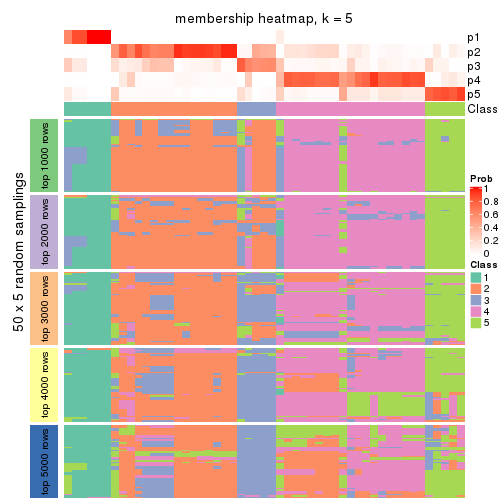 membership heatmap, k = 5
p1
p2
p3
p4
p5
Class
50 x 5 random samplings
top 1000 rows
top 2000 rows
top 3000 rows
top 4000 rows
top 5000 rows
Prob
1
0.8
0.6
0.4
0.2
0
Class
1
2
3
4
5